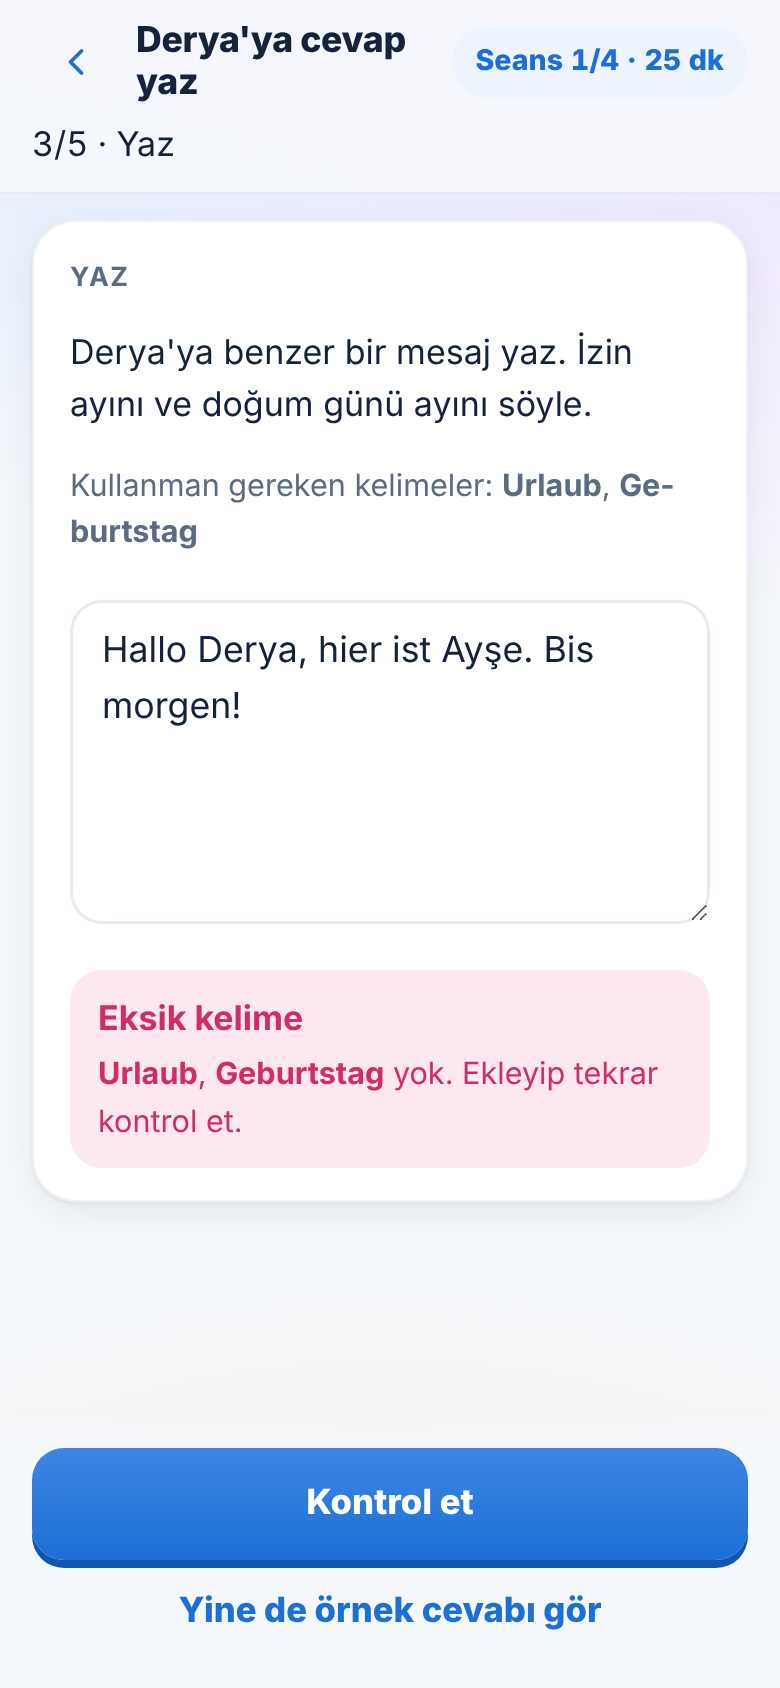 Derya'ya cevap
yaz
Seans 1/4 · 25 dk
3/5 · Yaz
YAZ
Derya'ya benzer bir mesaj yaz. İzin
ayını ve doğum günü ayını söyle.
Kullanman gereken kelimeler: Urlaub, Ge-
burtstag
Hallo Derya, hier ist Ayşe. Bis
morgen!
Eksik kelime
Urlaub, Geburtstag yok. Ekleyip tekrar
kontrol et.
Kontrol et
Yine de örnek cevabı gör